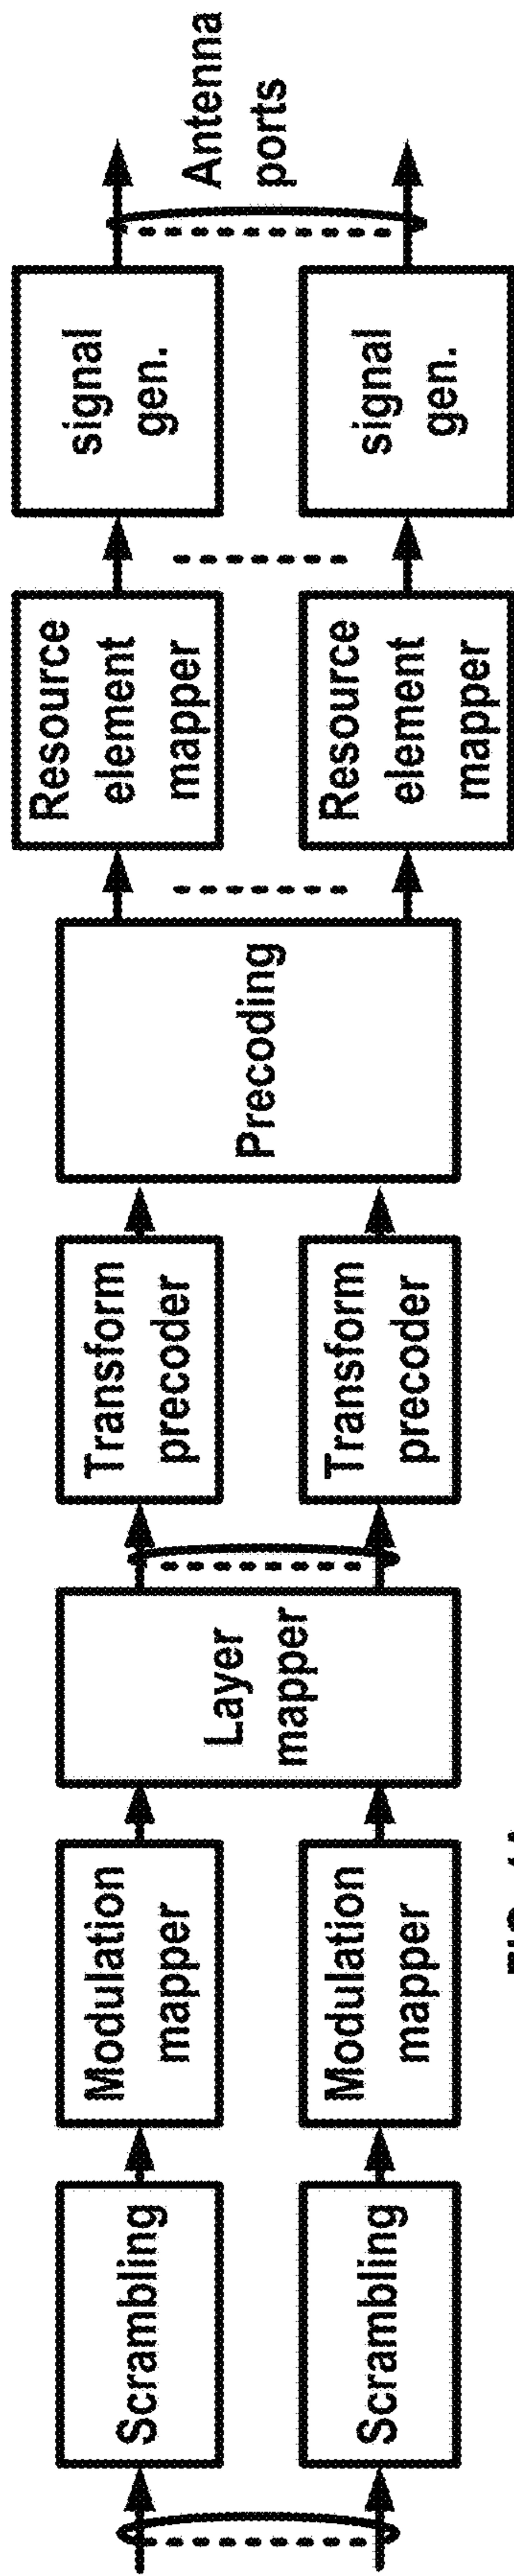 Scrambling
Scrambling
Modulation
mapper
Modulation
mapper
Layer
mapper
Transform
precoder
Transform
precoder
Precoding
Resource
element
mapper
Resource
element
mapper
signal
gen.
signal
gen.
Antenna
ports